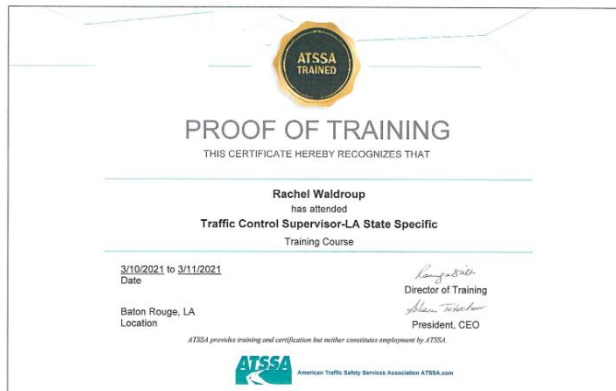 ATSSA
TRAINED
PROOF OF TRAINING
THIS CERTIFICATE HEREBY RECOGNIZES THAT
Rachel Waldroup
has attended
Traffic Control Supervisor-LA State Specific
Training Course
3/10/2021 to 3/11/2021
Date
Director of Training
Baton Rouge, LA
Location
President, CEO
ATSSA provides training and certification but neither constitutes employment by ATSSA.
ATSSA American Traffic Safety Services Association ATSSA.com